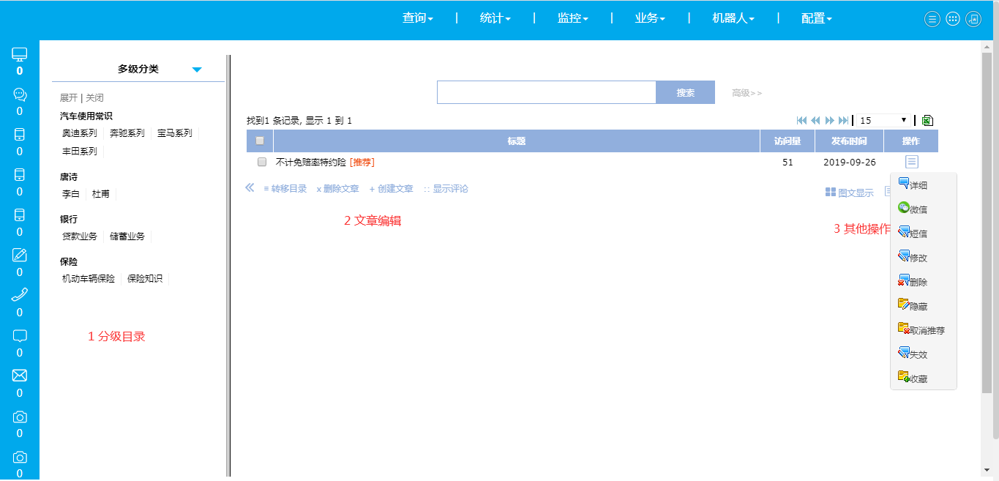 查询 | 统计 | 监控 | 业务 | 机器人 | 配置
0
0
0
0
0
0
0
0
0
0
0
多级分类
展开 | 关闭
汽车使用常识
奥迪系列 奔驰系列 宝马系列
丰田系列
唐诗
李白 杜甫
银行
贷款业务 储蓄业务
保险
机动车辆保险 保险知识
1 分级目录
搜索 高级>>
找到1 条记录, 显示 1 到 1 15
标题 访问量 发布时间 操作
不计免赔率特约险 [推荐] 51 2019-09-26
≡ 转移目录 x 删除文章 + 创建文章 :: 显示评论 图文显示
2 文章编辑
3 其他操作
详细
微信
短信
修改
删除
隐藏
取消推荐
失效
收藏